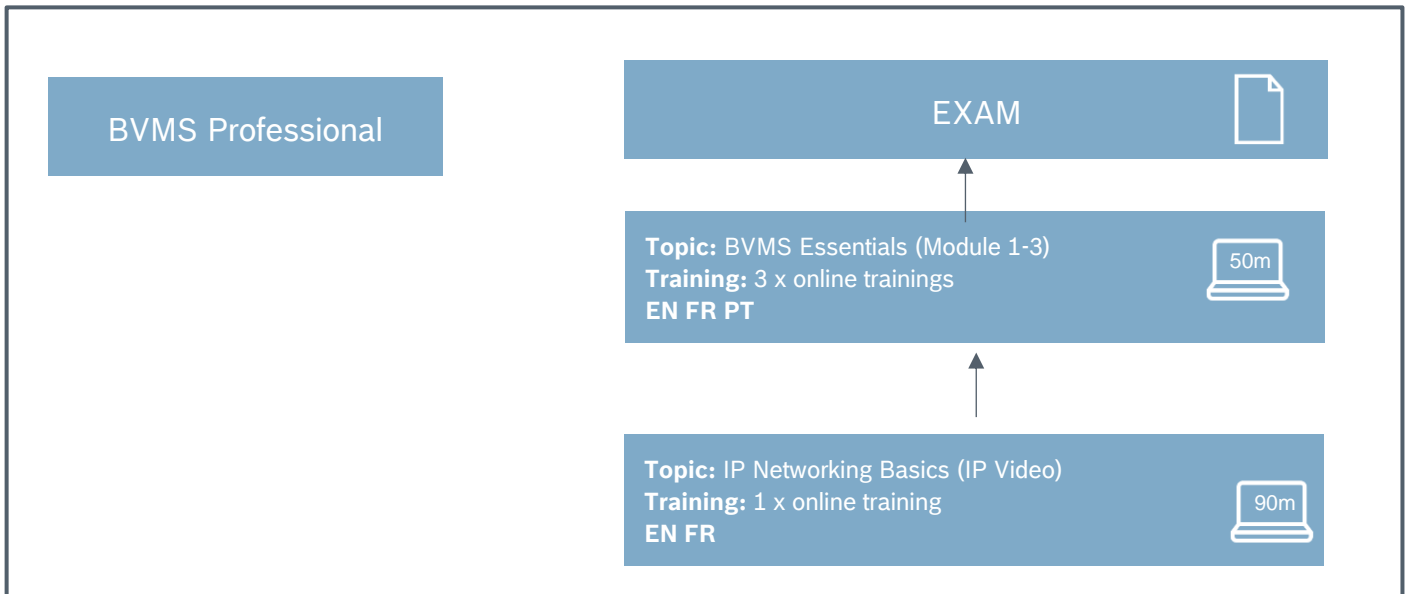 BVMS Professional
EXAM
Topic: BVMS Essentials (Module 1-3)
Training: 3 x online trainings
EN FR PT
50m
Topic: IP Networking Basics (IP Video)
Training: 1 x online training
EN FR
90m